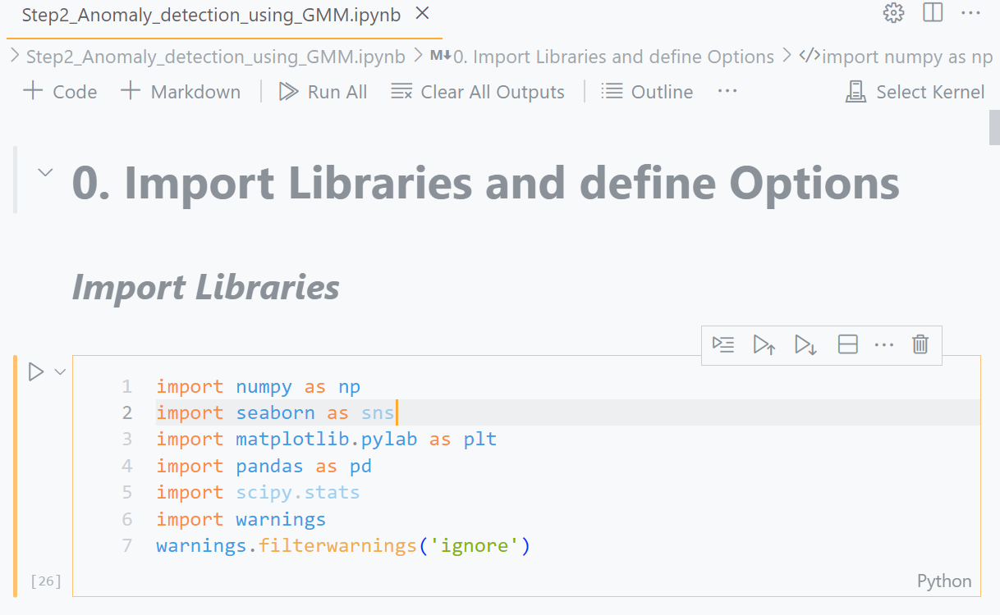 Step2_Anomaly_detection_using_GMM.ipynb
Step2_Anomaly_detection_using_GMM.ipynb > M↓0. Import Libraries and define Options > </>import numpy as np
+ Code + Markdown Run All Clear All Outputs Outline ... Select Kernel
0. Import Libraries and define Options
Import Libraries
1 import numpy as np
2 import seaborn as sns
3 import matplotlib.pylab as plt
4 import pandas as pd
5 import scipy.stats
6 import warnings
7 warnings.filterwarnings('ignore')
[26] Python